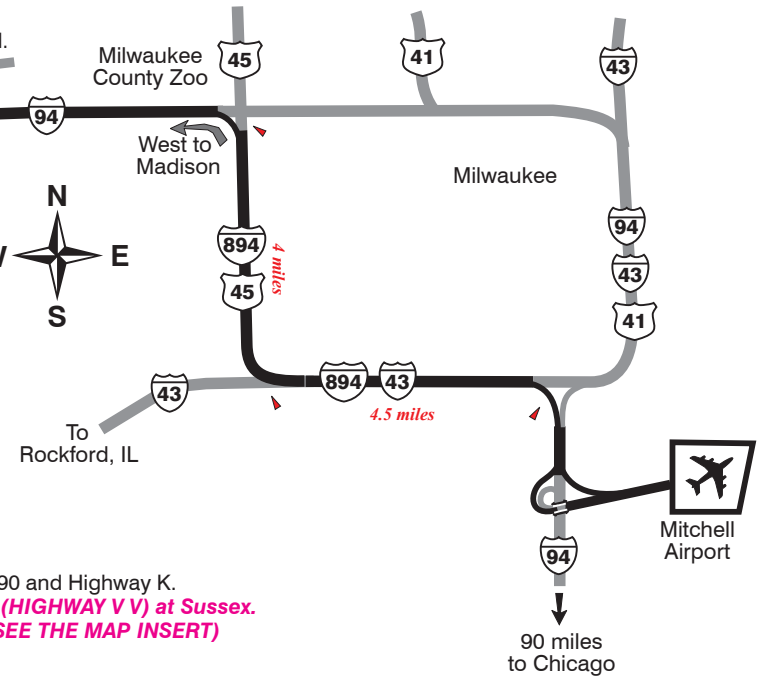 45
41
43
Milwaukee
County Zoo
94
West to
Madison
Milwaukee
N
E
S
894
4 miles
45
94
43
41
43
894
43
4.5 miles
To
Rockford, IL
Mitchell
Airport
94
90 and Highway K.
(HIGHWAY V V) at Sussex.
SEE THE MAP INSERT)
90 miles
to Chicago